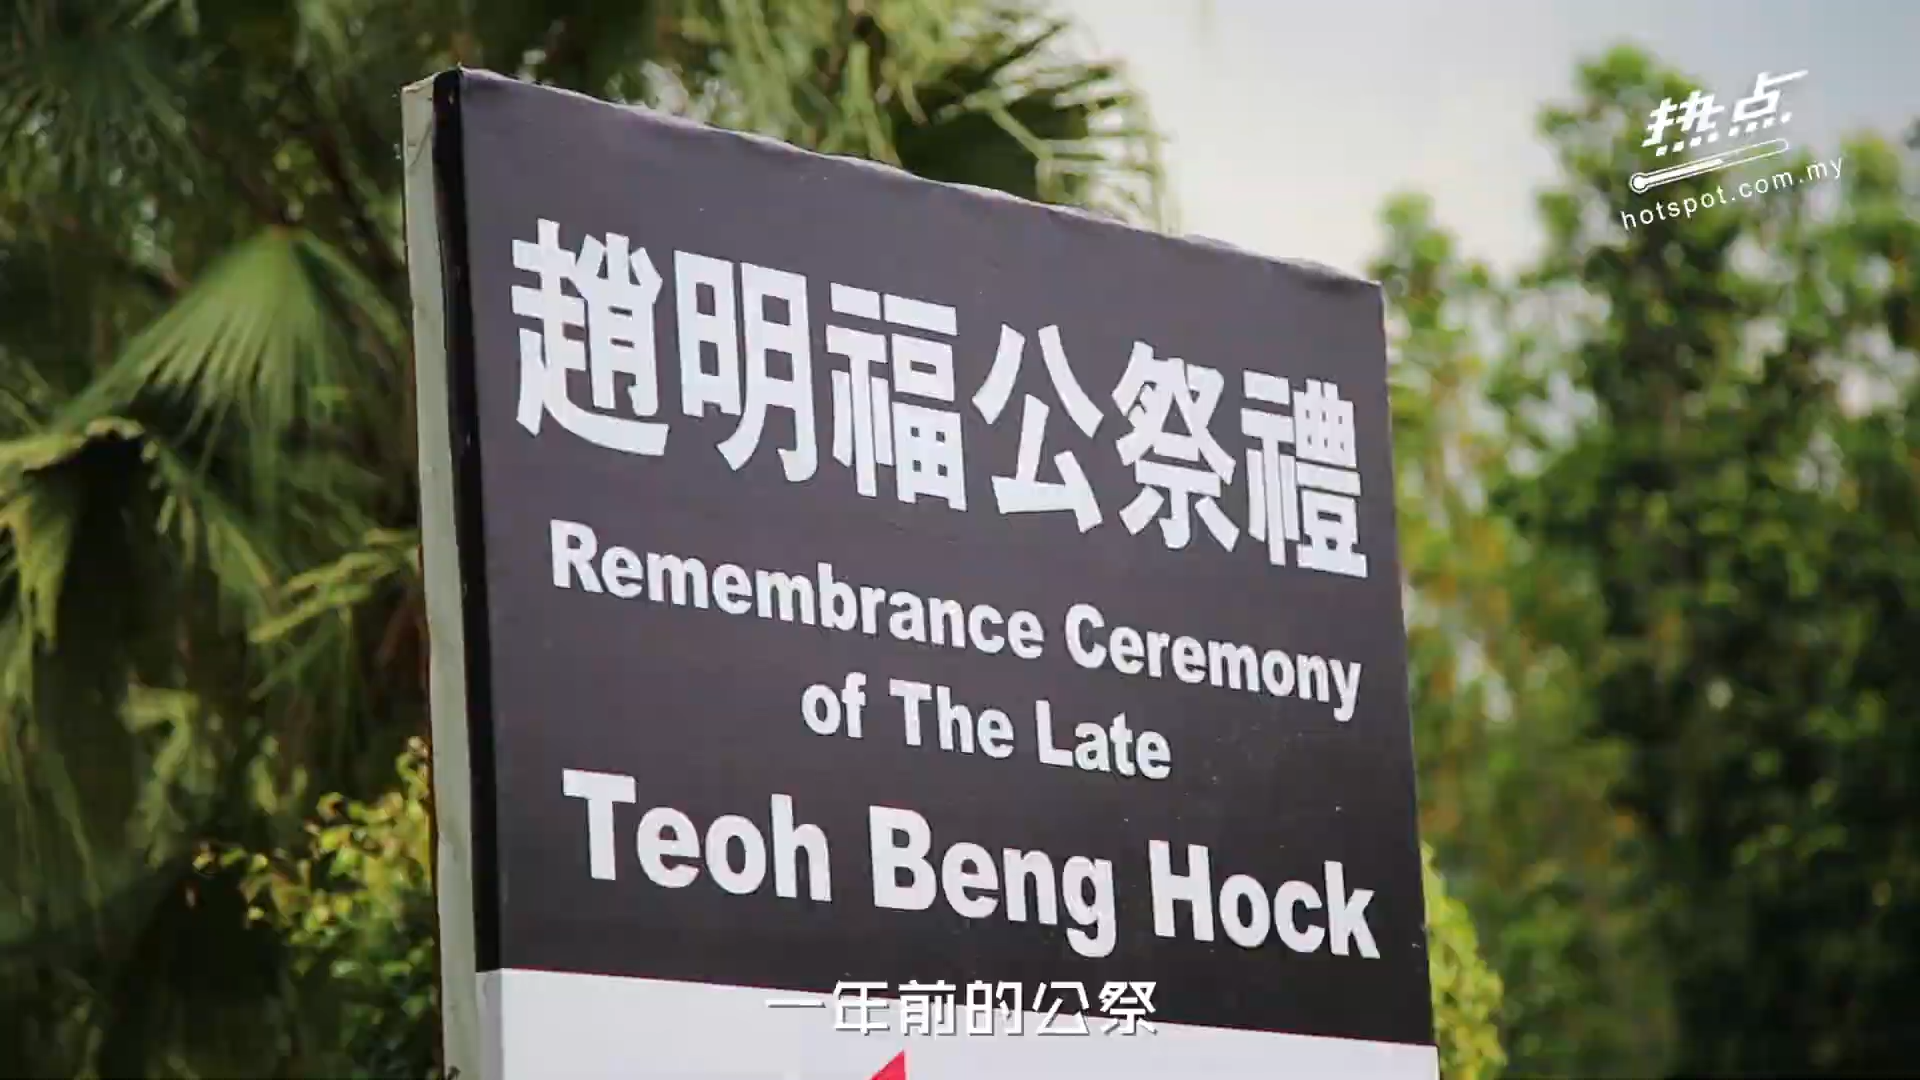 热点
hotspot.com.my
趙明福公祭禮
Remembrance Ceremony
of The Late
Teoh Beng Hock
一年前的公祭